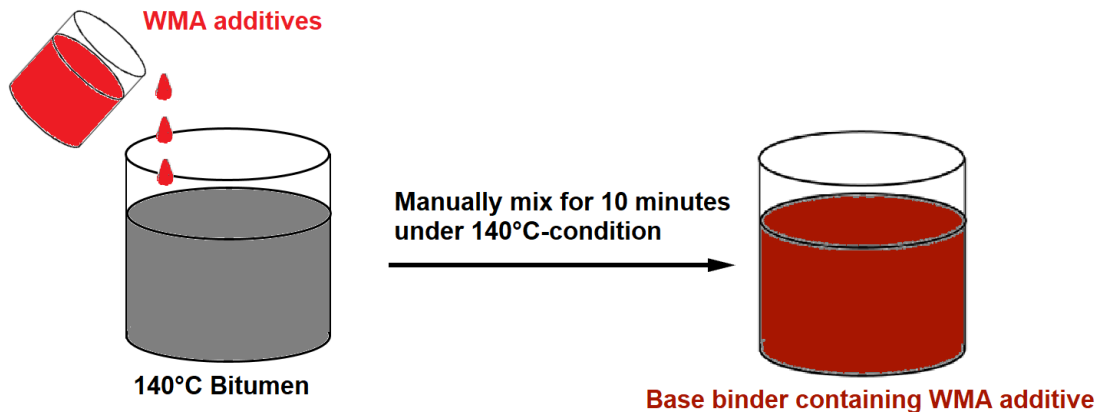 WMA additives
Manually mix for 10 minutes
under 140°C-condition
140°C Bitumen
Base binder containing WMA additive